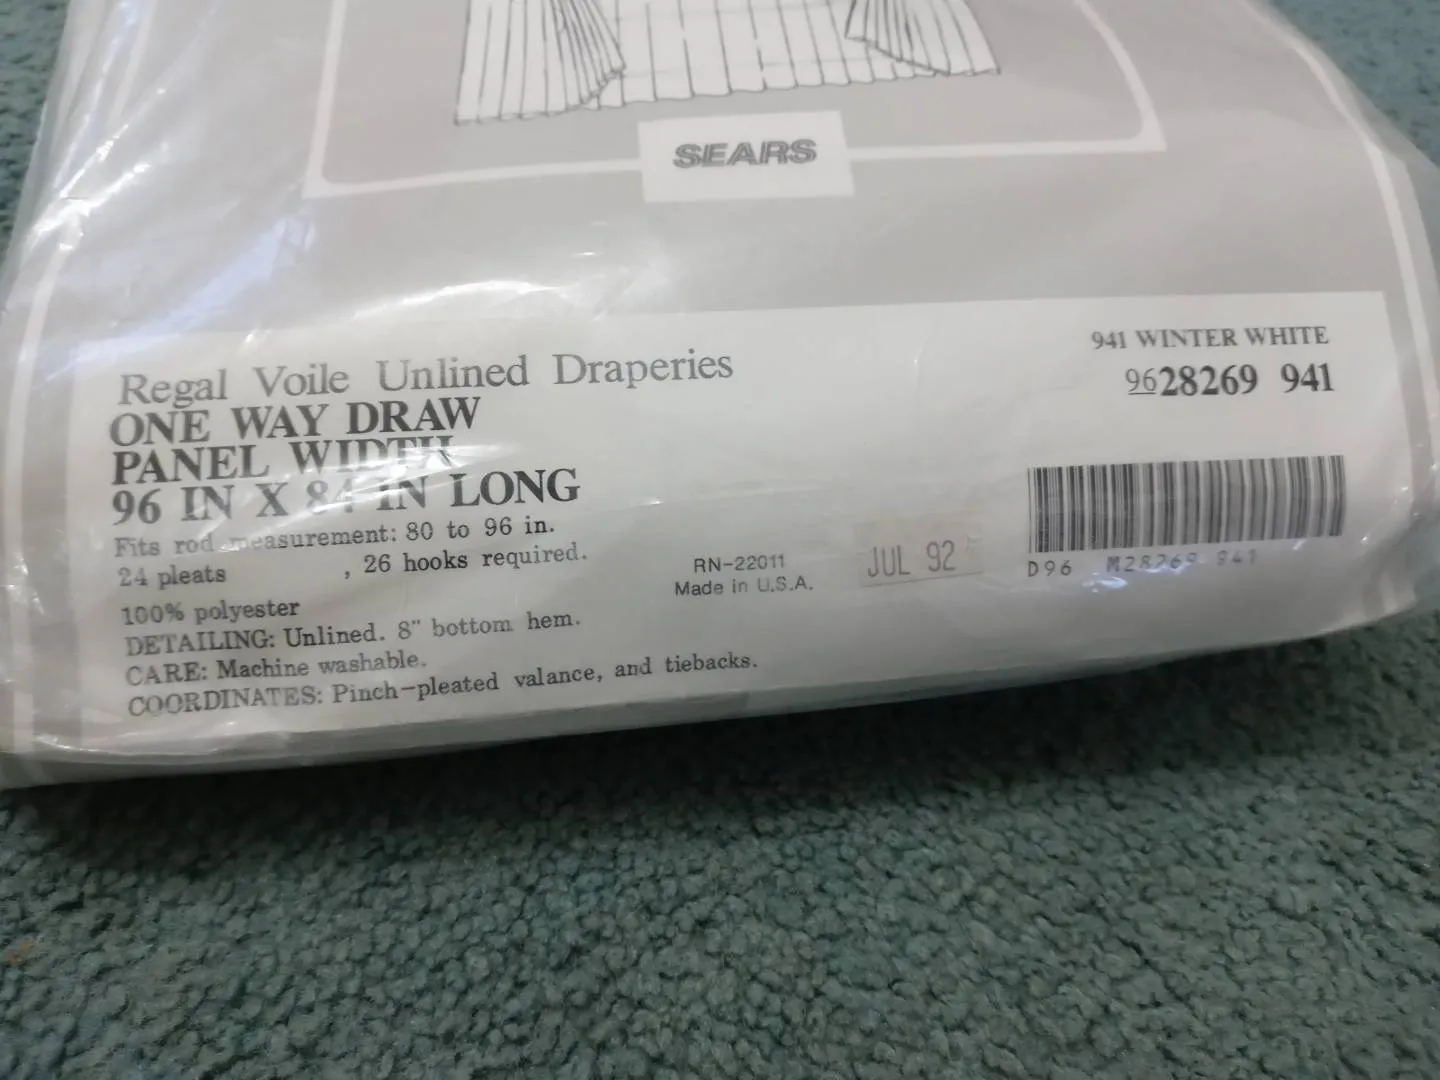 SEARS
Regal Voile Unlined Draperies
ONE WAY DRAW
PANEL WIDTH
96 IN X 84 IN LONG
Fits rod measurement: 80 to 96 in.
24 pleats , 26 hooks required.
100% polyester
DETAILING: Unlined. 8" bottom hem.
CARE: Machine washable.
COORDINATES: Pinch-pleated valance, and tiebacks.
RN-22011
Made in U.S.A.
JUL 92
941 WINTER WHITE
9628269 941
D96 M28269 941